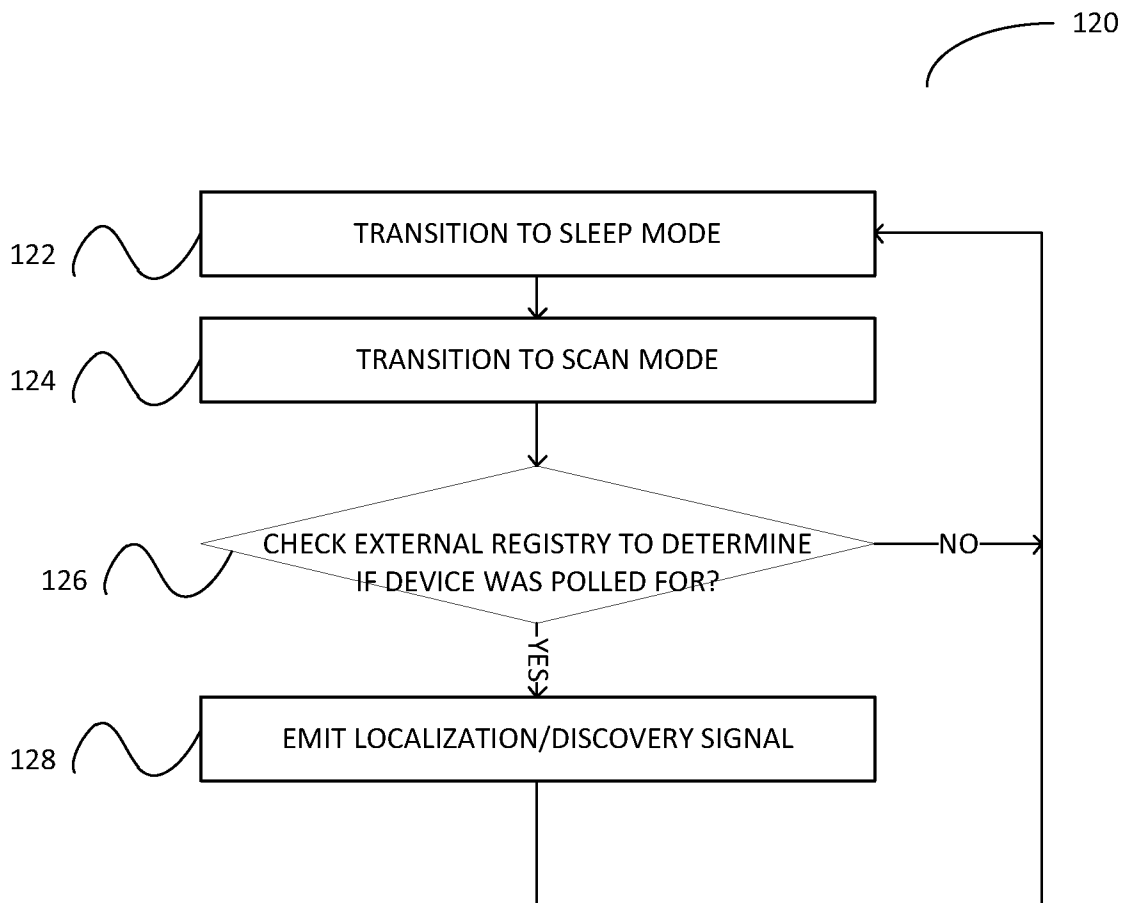 120
122
TRANSITION TO SLEEP MODE
124
TRANSITION TO SCAN MODE
126
CHECK EXTERNAL REGISTRY TO DETERMINE
IF DEVICE WAS POLLED FOR?
NO
YES
128
EMIT LOCALIZATION/DISCOVERY SIGNAL